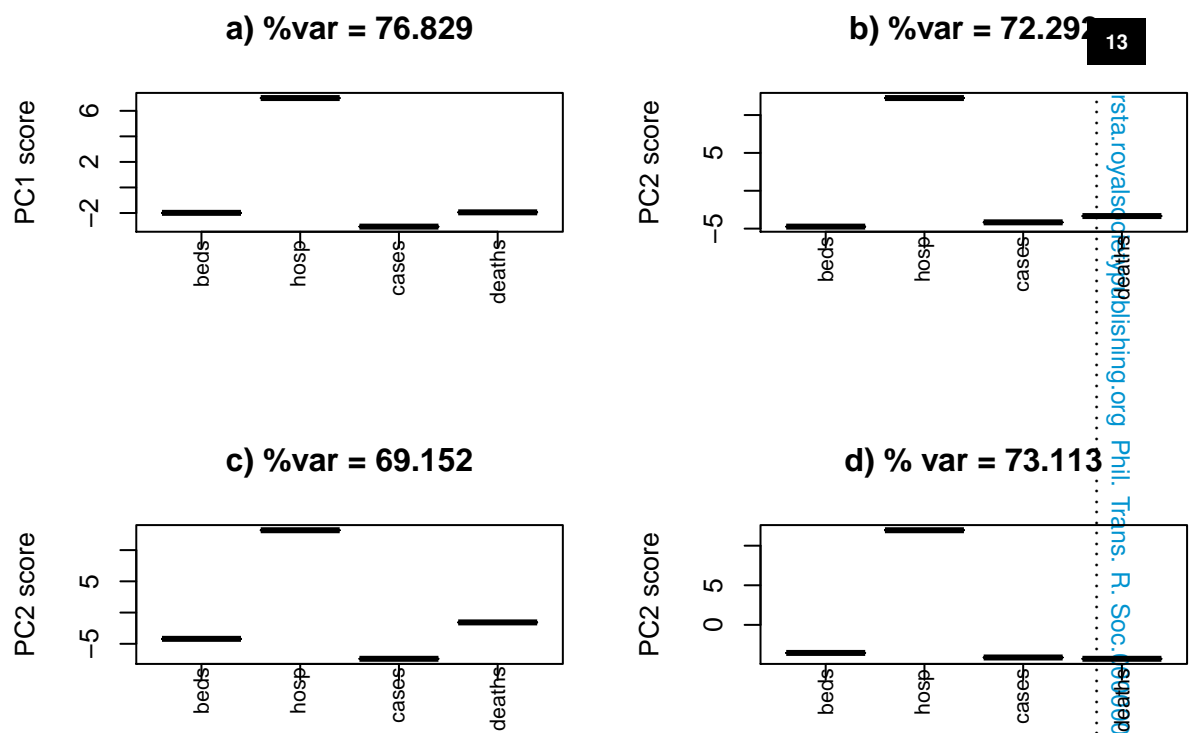 a) %var = 76.829
PC1 score
6
2
−2
beds
hosp
cases
deaths
b) %var = 72.292
PC2 score
5
−5
beds
hosp
cases
deaths
13
rsta.royalsocietypublishing.org Phil. Trans. R. Soc.
c) %var = 69.152
PC2 score
5
−5
beds
hosp
cases
deaths
d) % var = 73.113
PC2 score
5
0
beds
hosp
cases
deaths